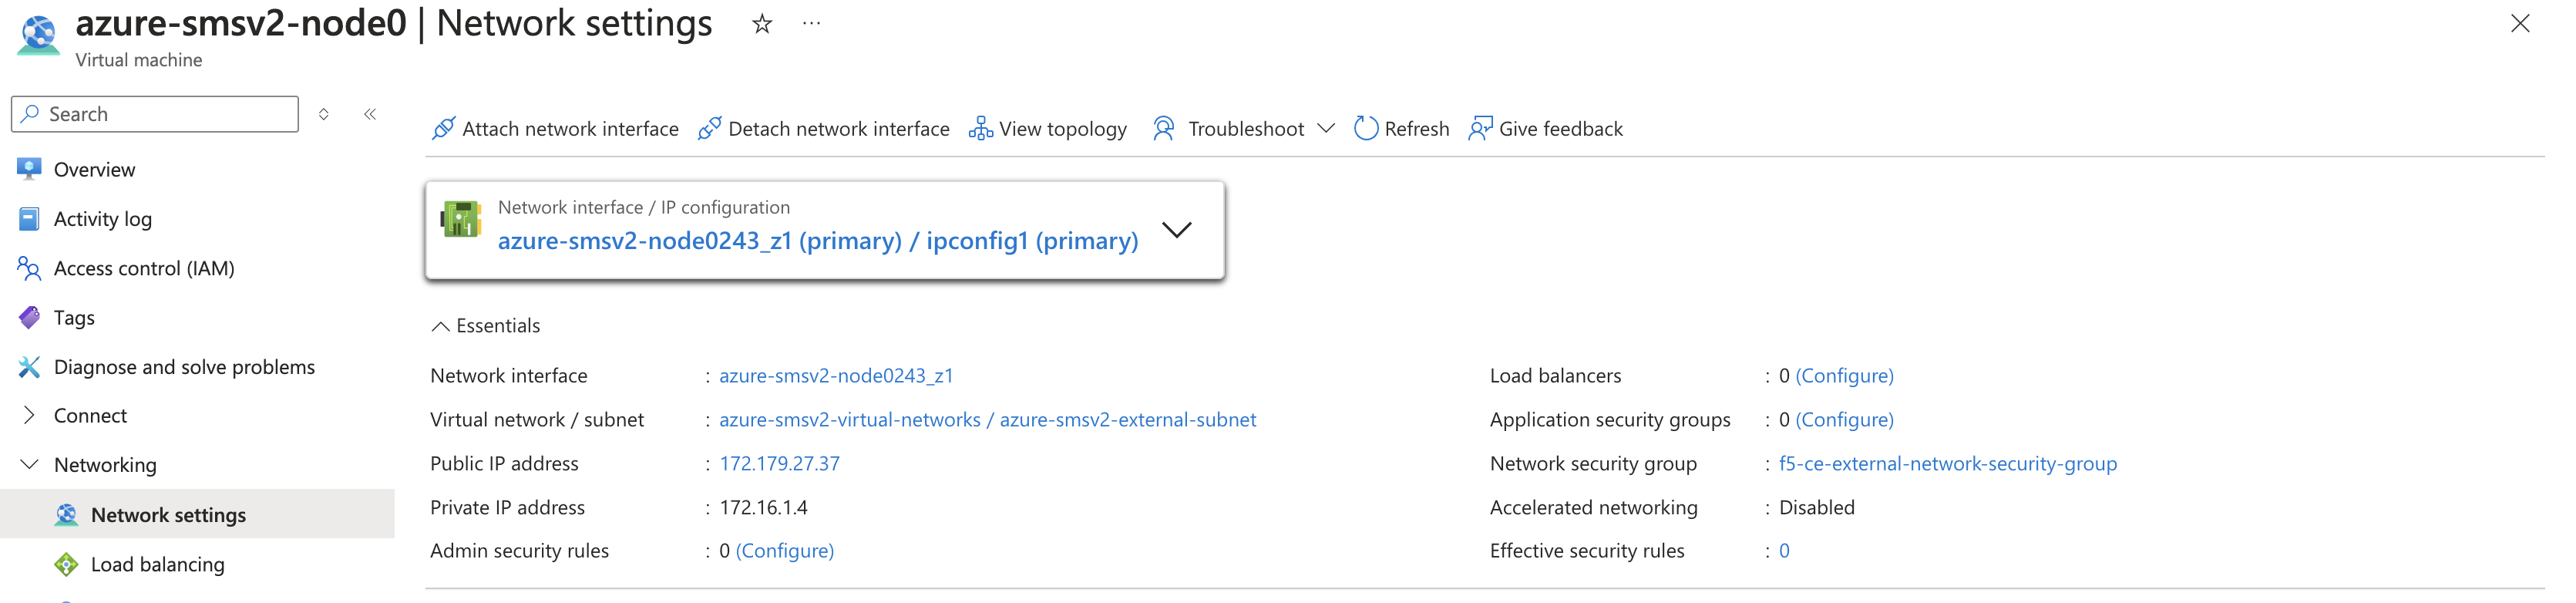 azure-smsv2-node0 | Network settings
Virtual machine
Search
Overview
Activity log
Access control (IAM)
Tags
Diagnose and solve problems
Connect
Networking
Network settings
Load balancing
Attach network interface Detach network interface View topology Troubleshoot Refresh Give feedback
Network interface / IP configuration
azure-smsv2-node0243_z1 (primary) / ipconfig1 (primary)
Essentials
Network interface : azure-smsv2-node0243_z1
Virtual network / subnet : azure-smsv2-virtual-networks / azure-smsv2-external-subnet
Public IP address : 172.179.27.37
Private IP address : 172.16.1.4
Admin security rules : 0 (Configure)
Load balancers : 0 (Configure)
Application security groups : 0 (Configure)
Network security group : f5-ce-external-network-security-group
Accelerated networking : Disabled
Effective security rules : 0